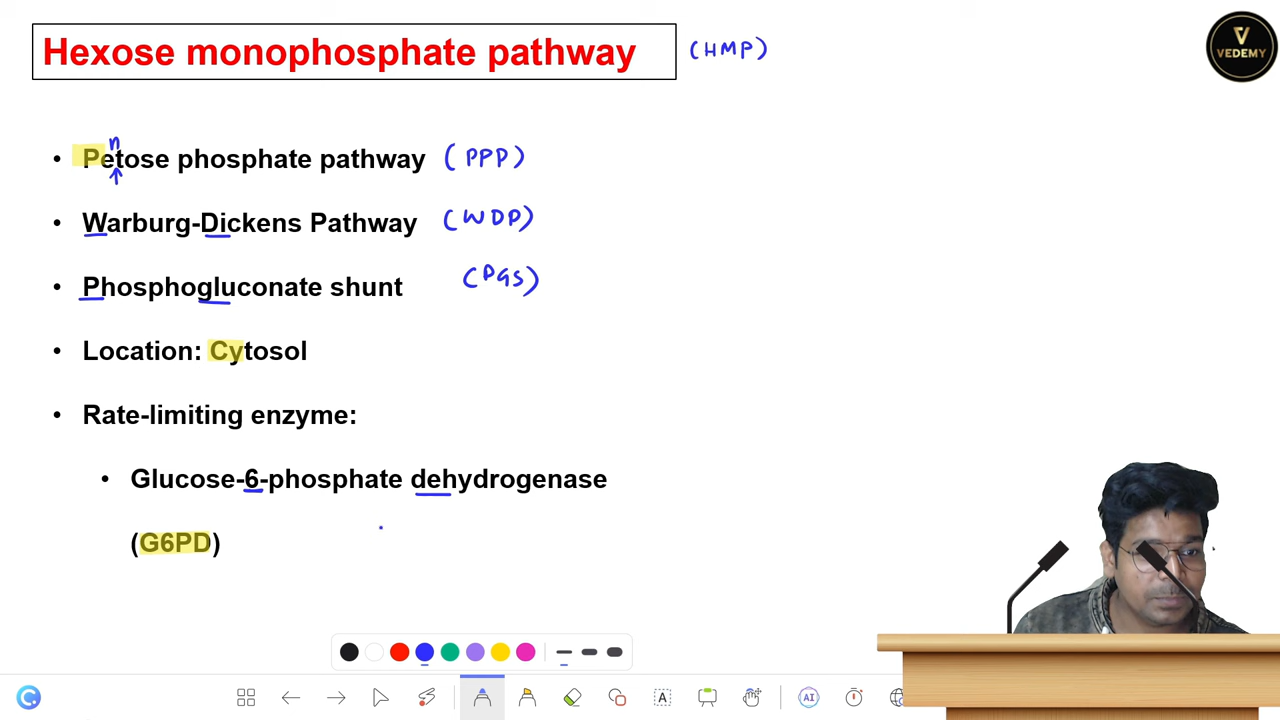 Hexose monophosphate pathway (HMP)
VEDEMY
n
• Petose phosphate pathway (PPP)
• Warburg-Dickens Pathway (WDP)
• Phosphogluconate shunt (PGS)
• Location: Cytosol
• Rate-limiting enzyme:
• Glucose-6-phosphate dehydrogenase
(G6PD)
A
AI